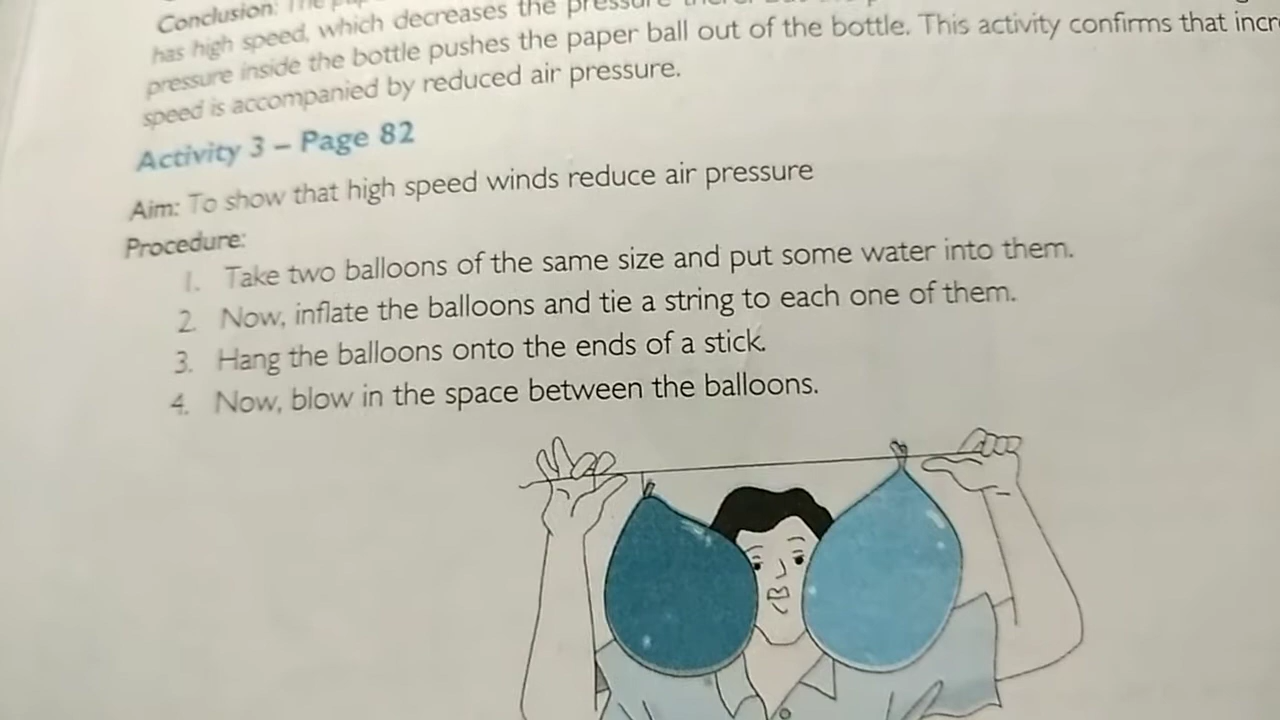 Conclusion: The
has high speed, which decreases the pressure
pressure inside the bottle pushes the paper ball out of the bottle. This activity confirms that incr
speed is accompanied by reduced air pressure.
Activity 3 – Page 82
Aim: To show that high speed winds reduce air pressure
Procedure:
1. Take two balloons of the same size and put some water into them.
2. Now, inflate the balloons and tie a string to each one of them.
3. Hang the balloons onto the ends of a stick.
4. Now, blow in the space between the balloons.